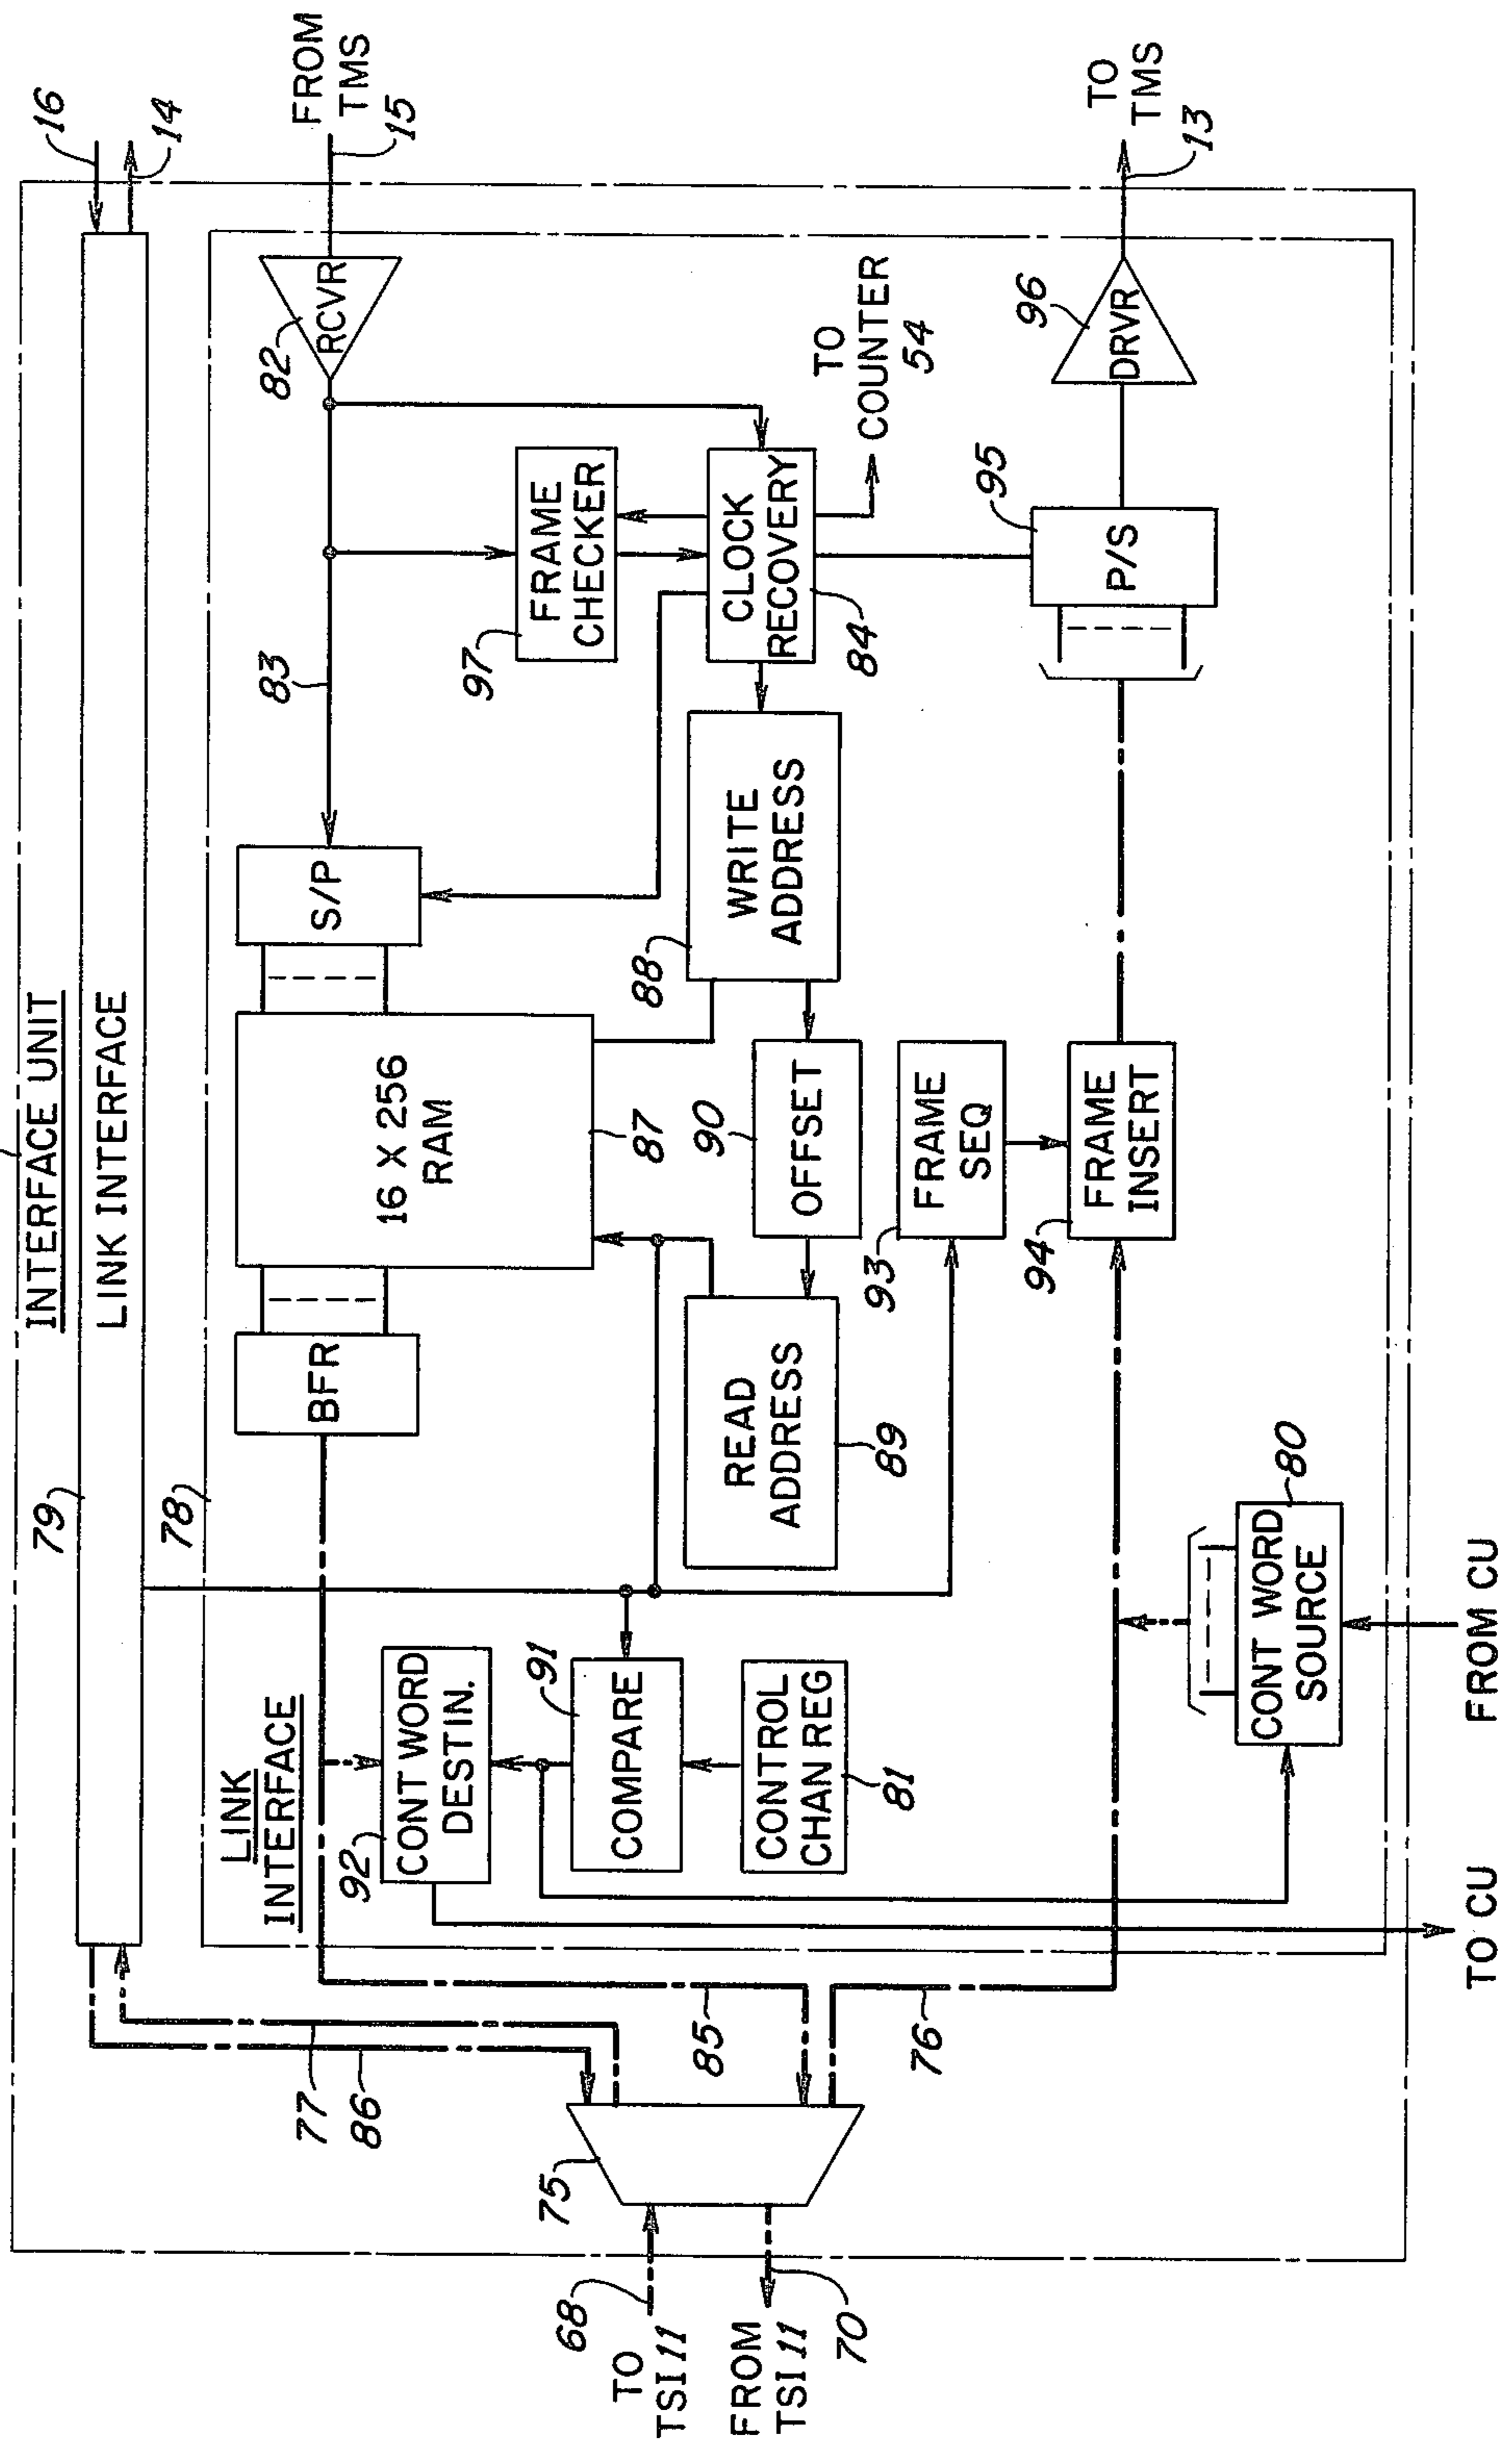 INTERFACE UNIT
79
LINK INTERFACE
16
14
78
LINK
INTERFACE
BFR
16 X 256
RAM
87
S/P
83
82
RCVR
FROM
TMS
15
92
CONT WORD
DESTIN.
91
COMPARE
CONTROL
CHAN REG
81
READ
ADDRESS
89
90
OFFSET
88
WRITE
ADDRESS
97
FRAME
CHECKER
CLOCK
RECOVERY
84
TO
COUNTER
54
93
FRAME
SEQ
94
FRAME
INSERT
95
P/S
96
DRVR
TO
TMS
13
77
86
85
76
75
68
TO
TSI 11
FROM
TSI 11
70
CONT WORD
SOURCE
80
TO CU
FROM CU